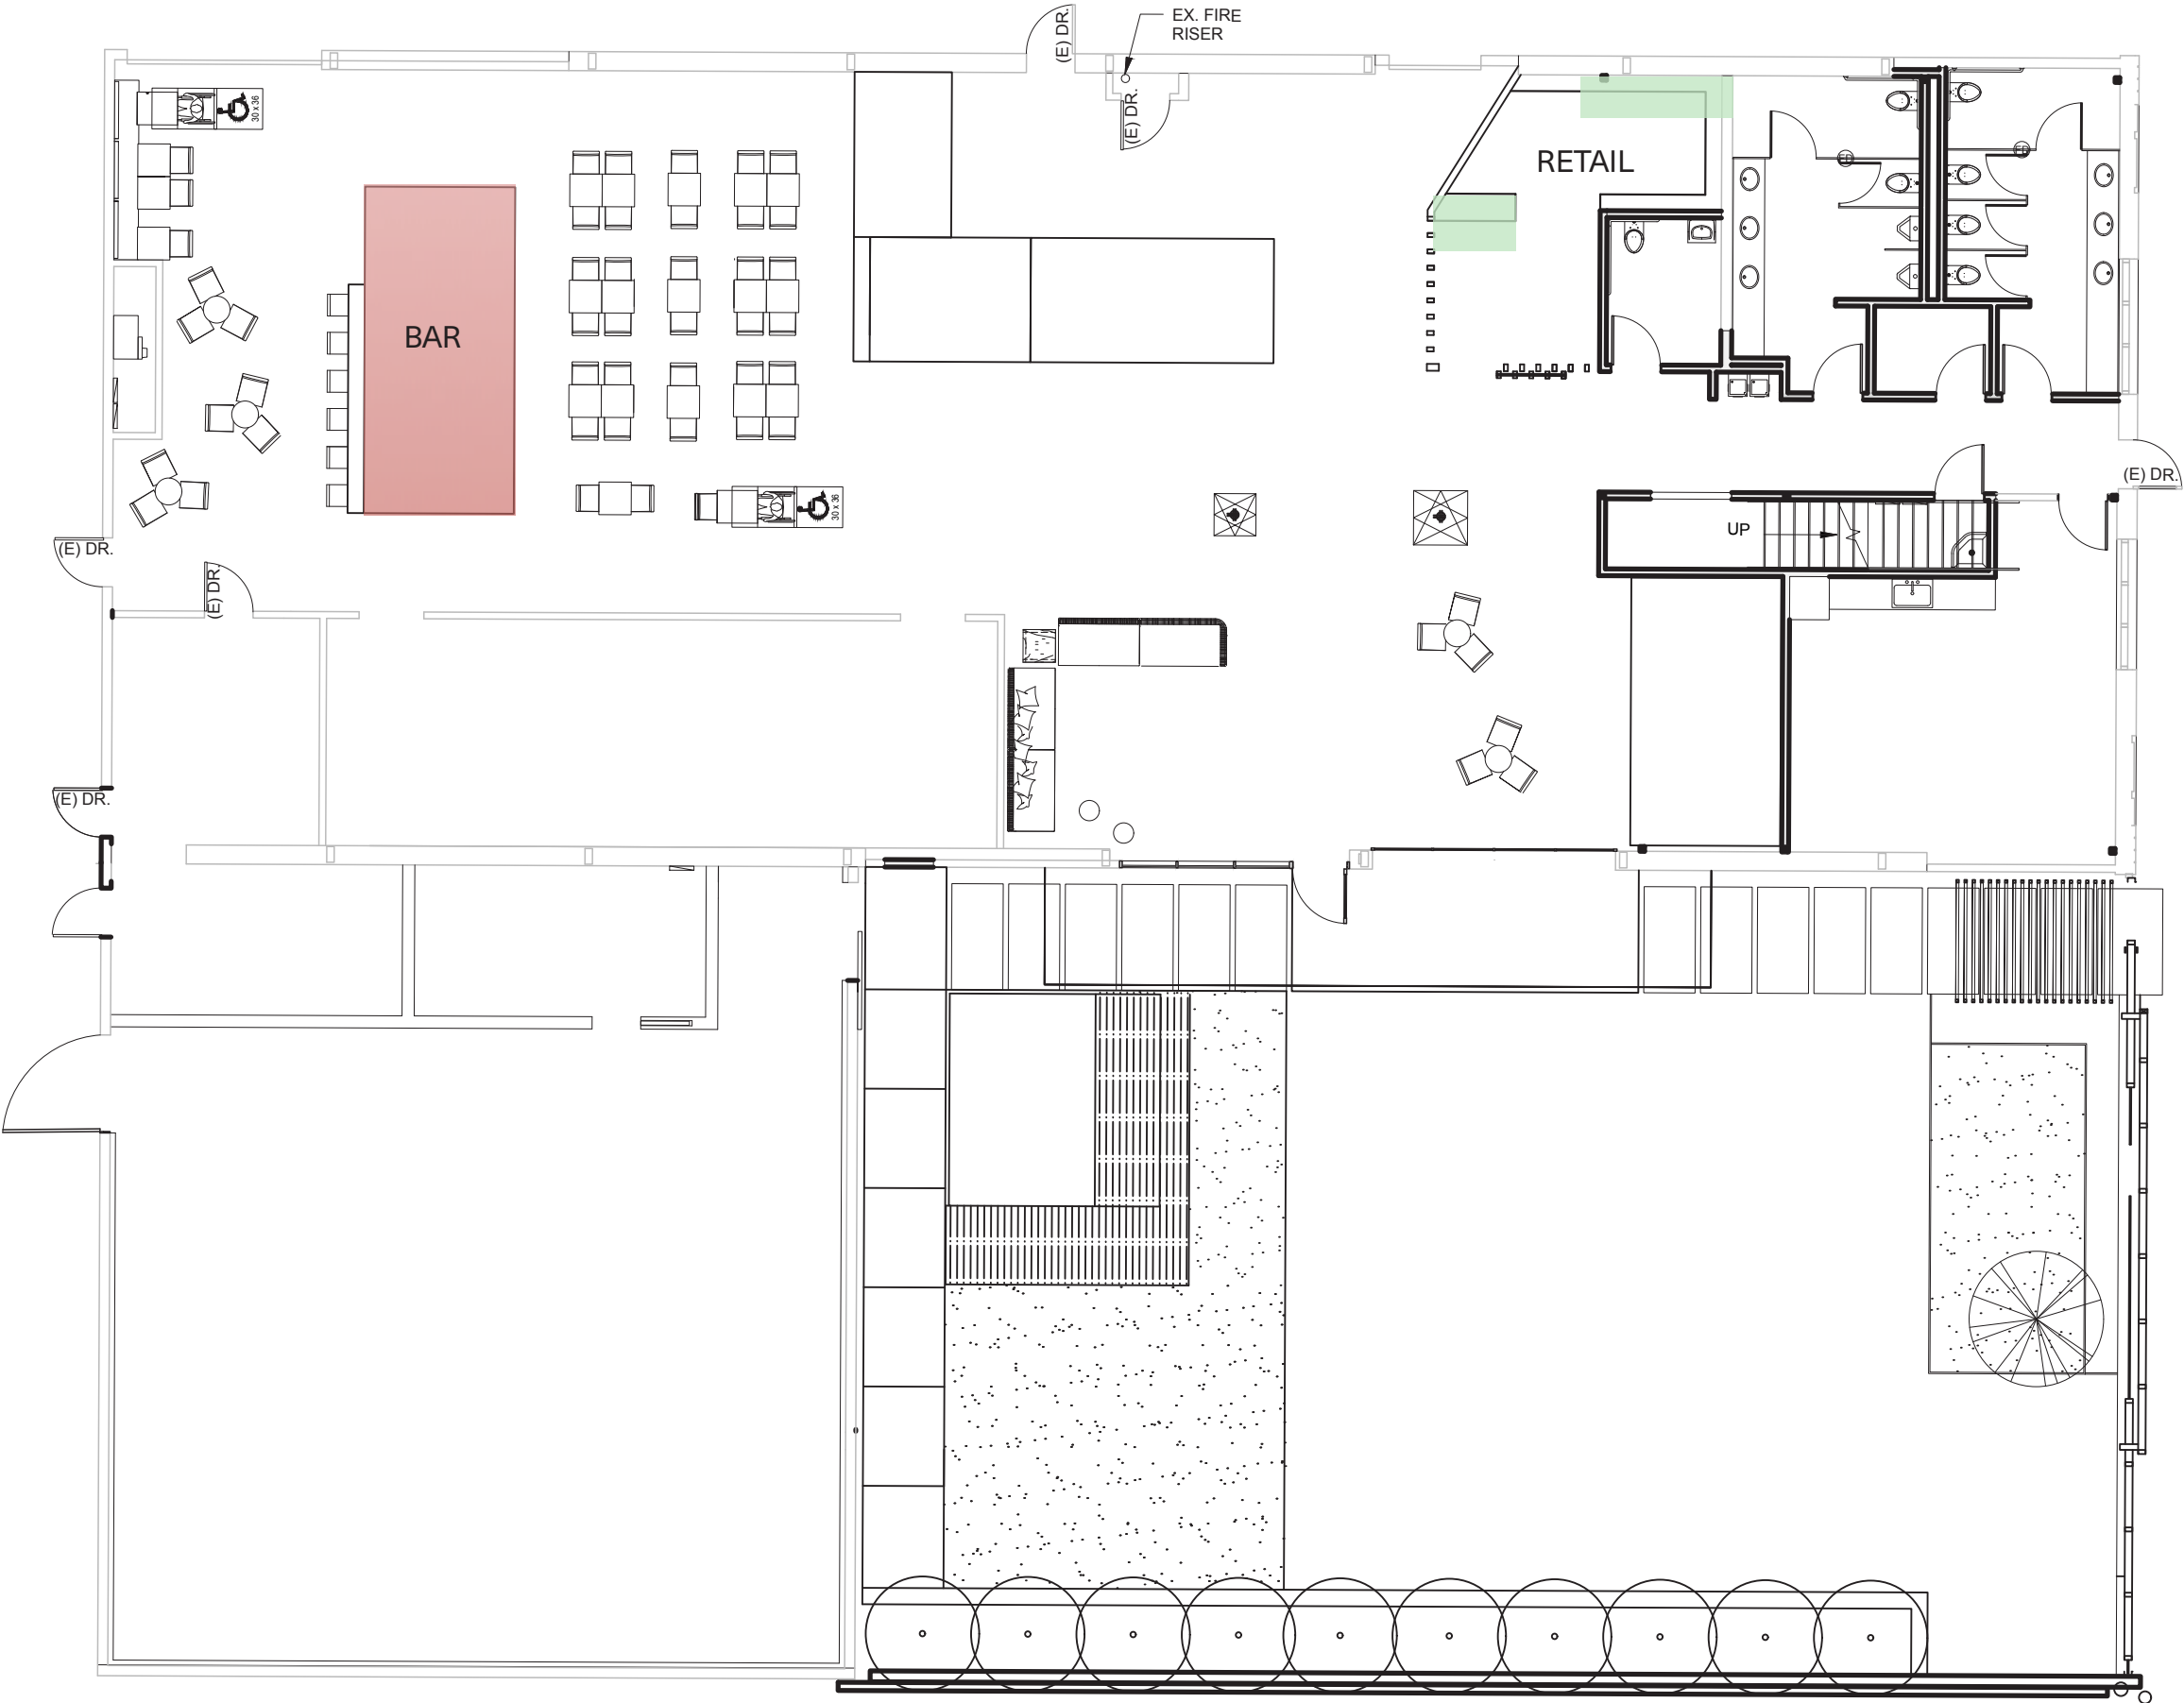 EX. FIRE
RISER
(E) DR.
(E) DR.
30 x 36
RETAIL
BAR
(E) DR.
30 x 36
UP
(E) DR.
(E) DR.
(E) DR.